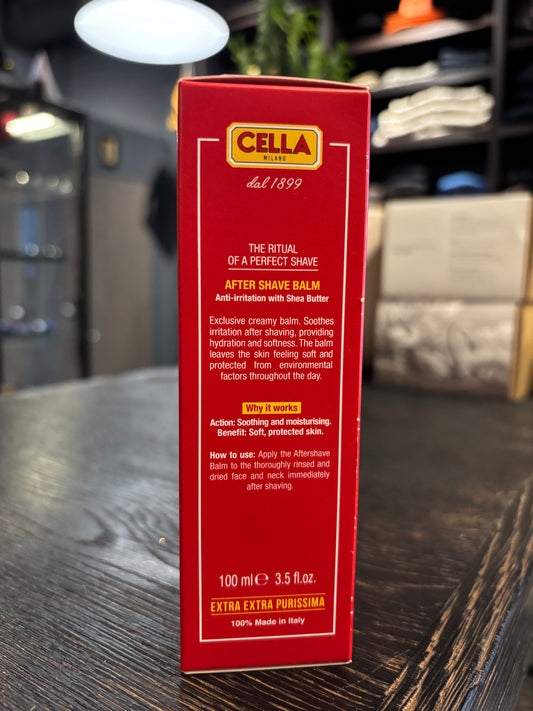 CELLA
MILANO
dal 1899
THE RITUAL
OF A PERFECT SHAVE
AFTER SHAVE BALM
Anti-irritation with Shea Butter
Exclusive creamy balm. Soothes
irritation after shaving, providing
hydration and softness. The balm
leaves the skin feeling soft and
protected from environmental
factors throughout the day.
Why it works
Action: Soothing and moisturising.
Benefit: Soft, protected skin.
How to use: Apply the Aftershave
Balm to the thoroughly rinsed and
dried face and neck immediately
after shaving.
100 ml ℮ 3.5 fl.oz.
EXTRA EXTRA PURISSIMA
100% Made in Italy